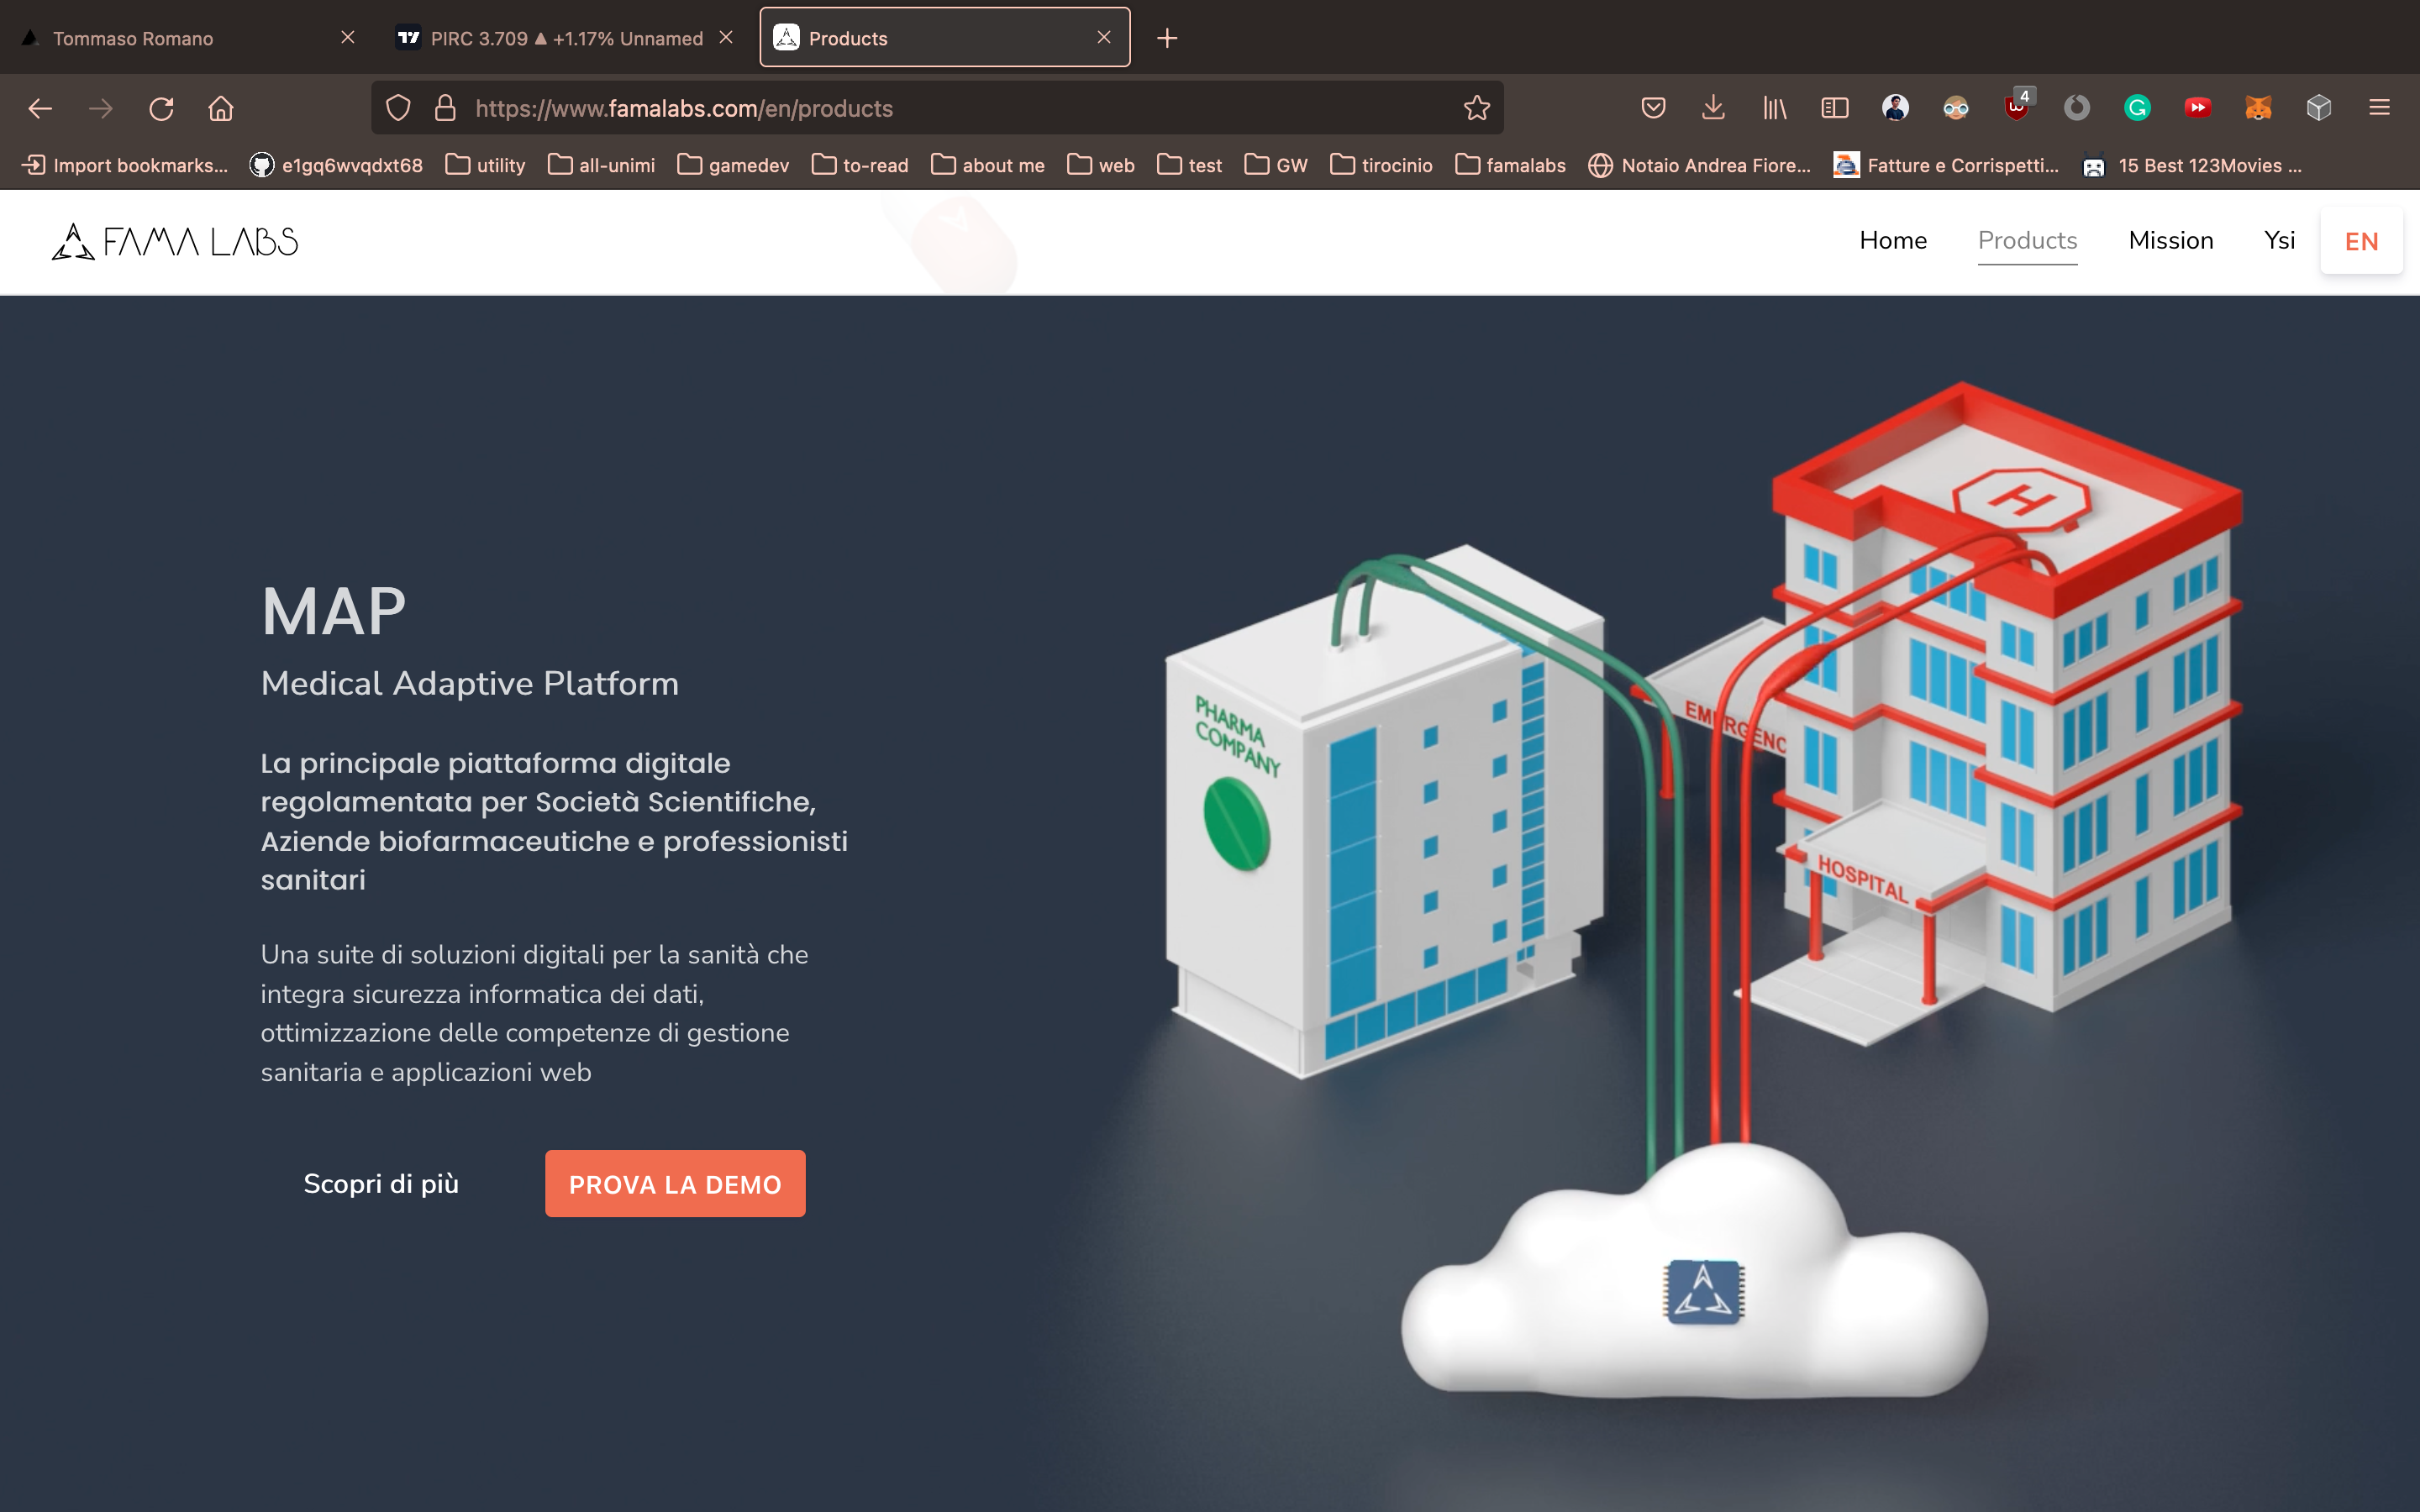 Tommaso Romano
PIRC 3.709 ▲ +1.17% Unnamed
Products
https://www.famalabs.com/en/products
4
Import bookmarks...
e1gq6wvqdxt68
utility
all-unimi
gamedev
to-read
about me
web
test
GW
tirocinio
famalabs
Notaio Andrea Fiore...
Fatture e Corrispetti...
15 Best 123Movies ...
FAMA LABS
Home
Products
Mission
Ysi
EN
MAP
Medical Adaptive Platform
La principale piattaforma digitale
regolamentata per Società Scientifiche,
Aziende biofarmaceutiche e professionisti
sanitari
Una suite di soluzioni digitali per la sanità che
integra sicurezza informatica dei dati,
ottimizzazione delle competenze di gestione
sanitaria e applicazioni web
Scopri di più
PROVA LA DEMO
PHARMA
COMPANY
H
EMERGENC
HOSPITAL